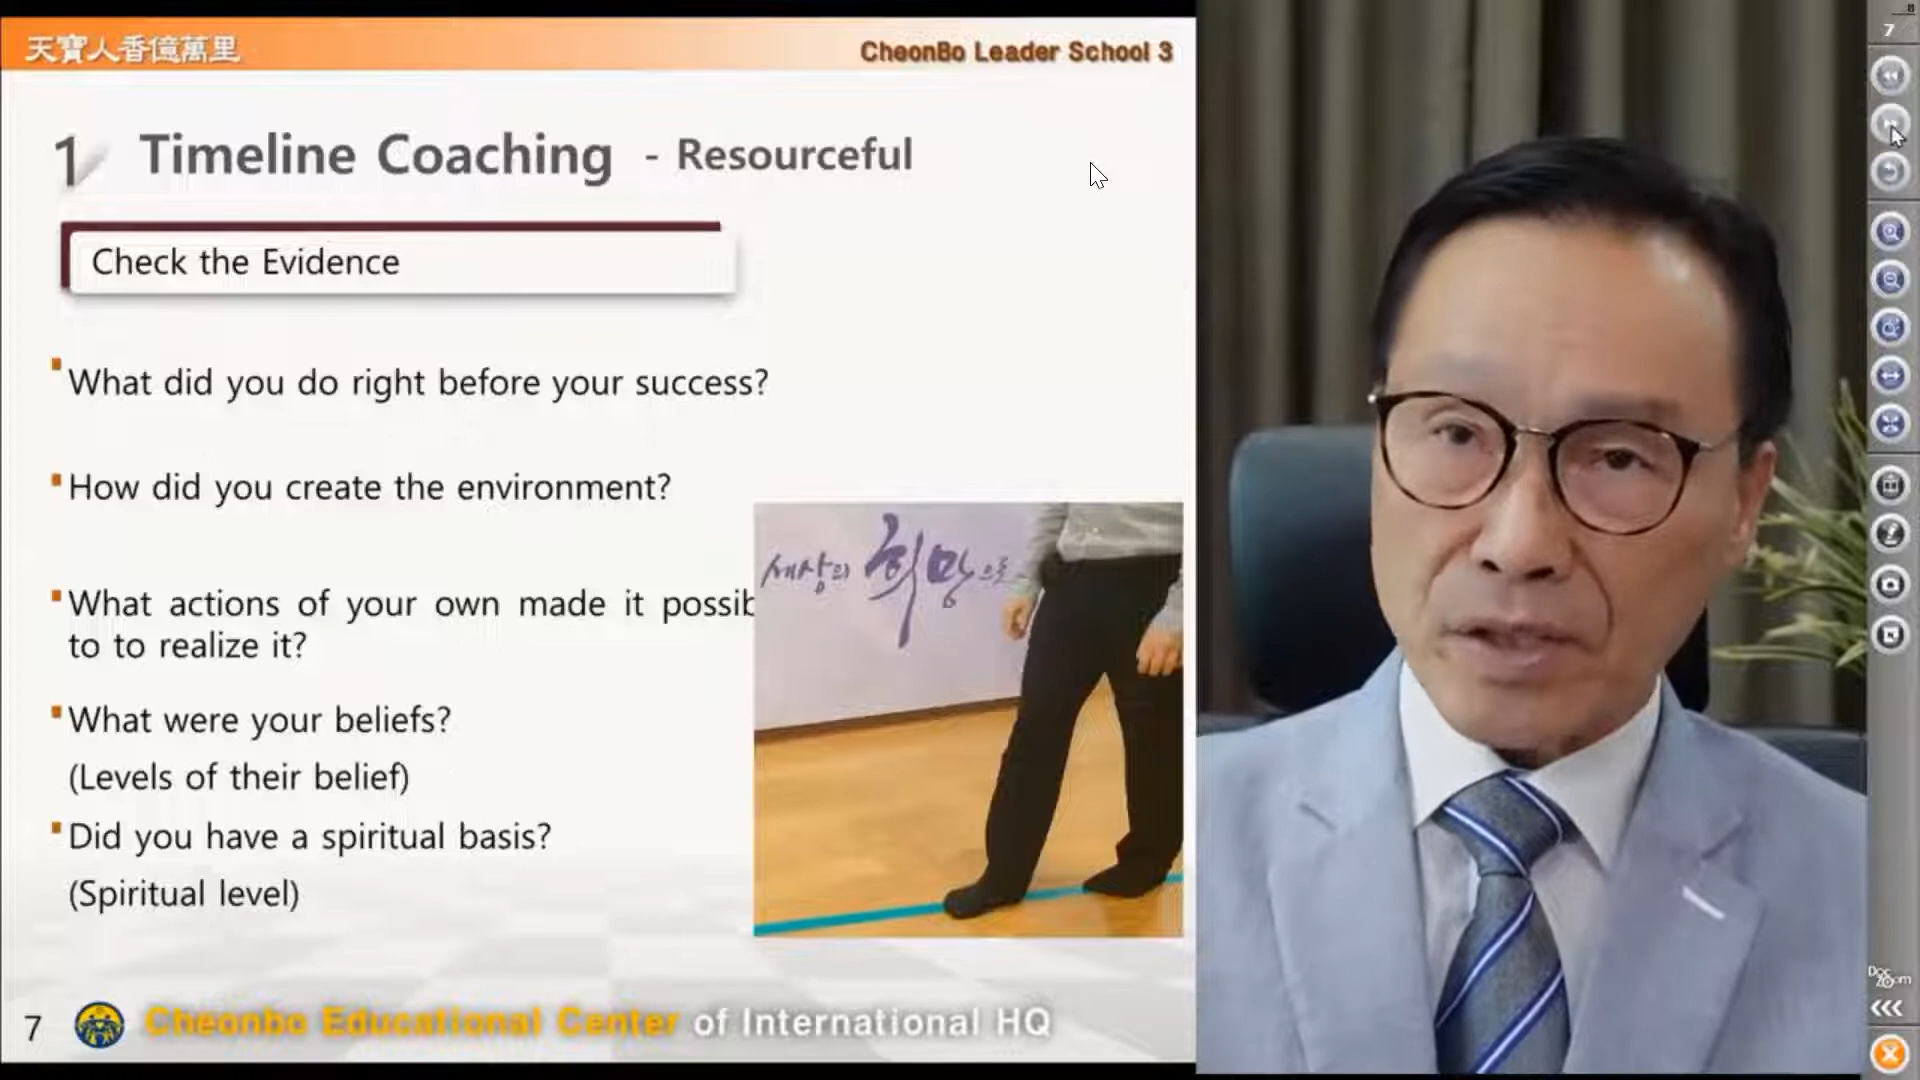 天寶人香億萬里
CheonBo Leader School 3
1 Timeline Coaching - Resourceful
Check the Evidence
What did you do right before your success?
How did you create the environment?
What actions of your own made it possib
to to realize it?
What were your beliefs?
(Levels of their belief)
Did you have a spiritual basis?
(Spiritual level)
세상의 희망으로
7 Cheonbo Educational Center of International HQ
8
7
Doc
Zoom